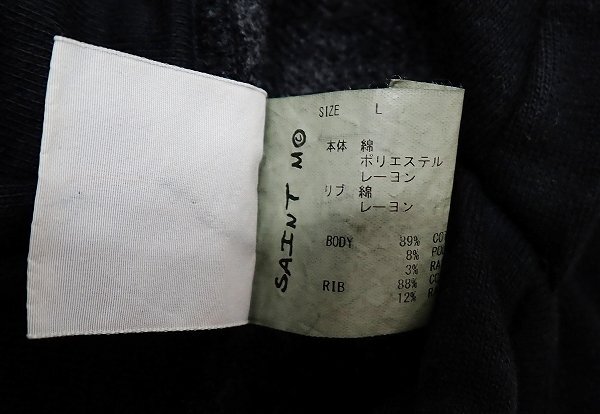 SAINT M
SIZE L
本体 綿
ポリエステル
レーヨン
リブ 綿
レーヨン
BODY 89%
8%
3%
RIB 88%
12%